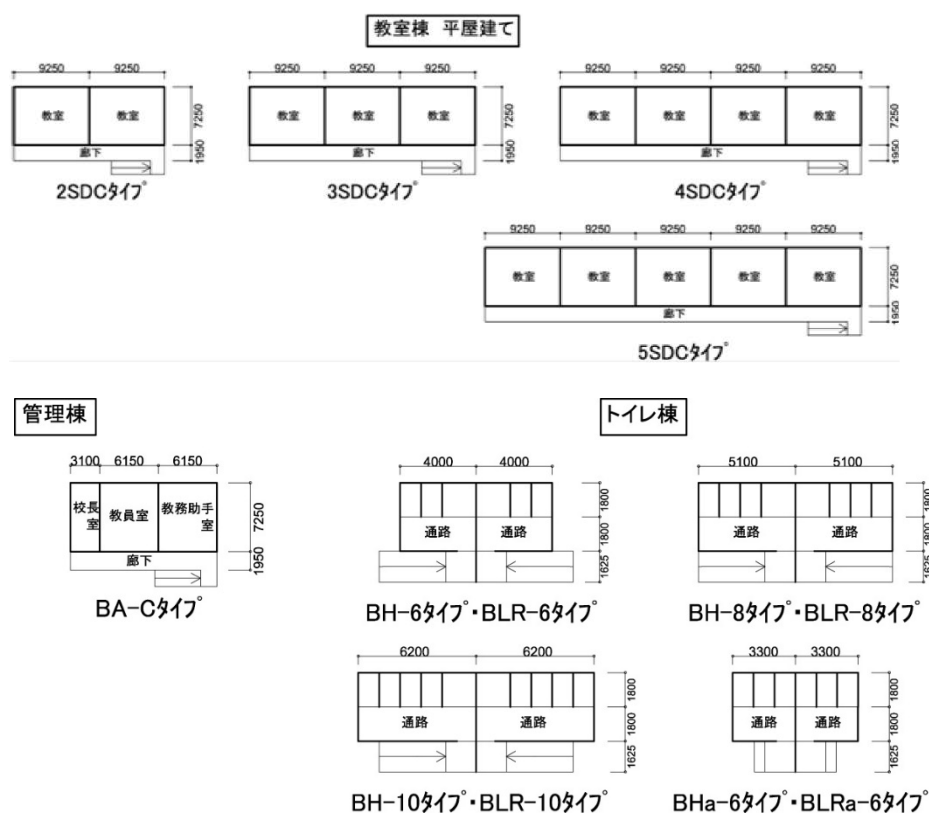 教室棟 平屋建て
9250 9250
教室 教室
廊下
7250
1950
2SDCタイプ
9250 9250 9250
教室 教室 教室
廊下
7250
1950
3SDCタイプ
9250 9250 9250 9250
教室 教室 教室 教室
廊下
7250
1950
4SDCタイプ
9250 9250 9250 9250 9250
教室 教室 教室 教室 教室
廊下
7250
1950
5SDCタイプ
管理棟
3100 6150 6150
校長室 教員室 教務助手室
廊下
7250
1950
BA-Cタイプ
トイレ棟
4000 4000
通路 通路
1800
1800
1625
BH-6タイプ・BLR-6タイプ
5100 5100
通路 通路
1800
1800
1625
BH-8タイプ・BLR-8タイプ
6200 6200
通路 通路
1800
1800
1625
BH-10タイプ・BLR-10タイプ
3300 3300
通路 通路
1800
1800
1625
BHa-6タイプ・BLRa-6タイプ